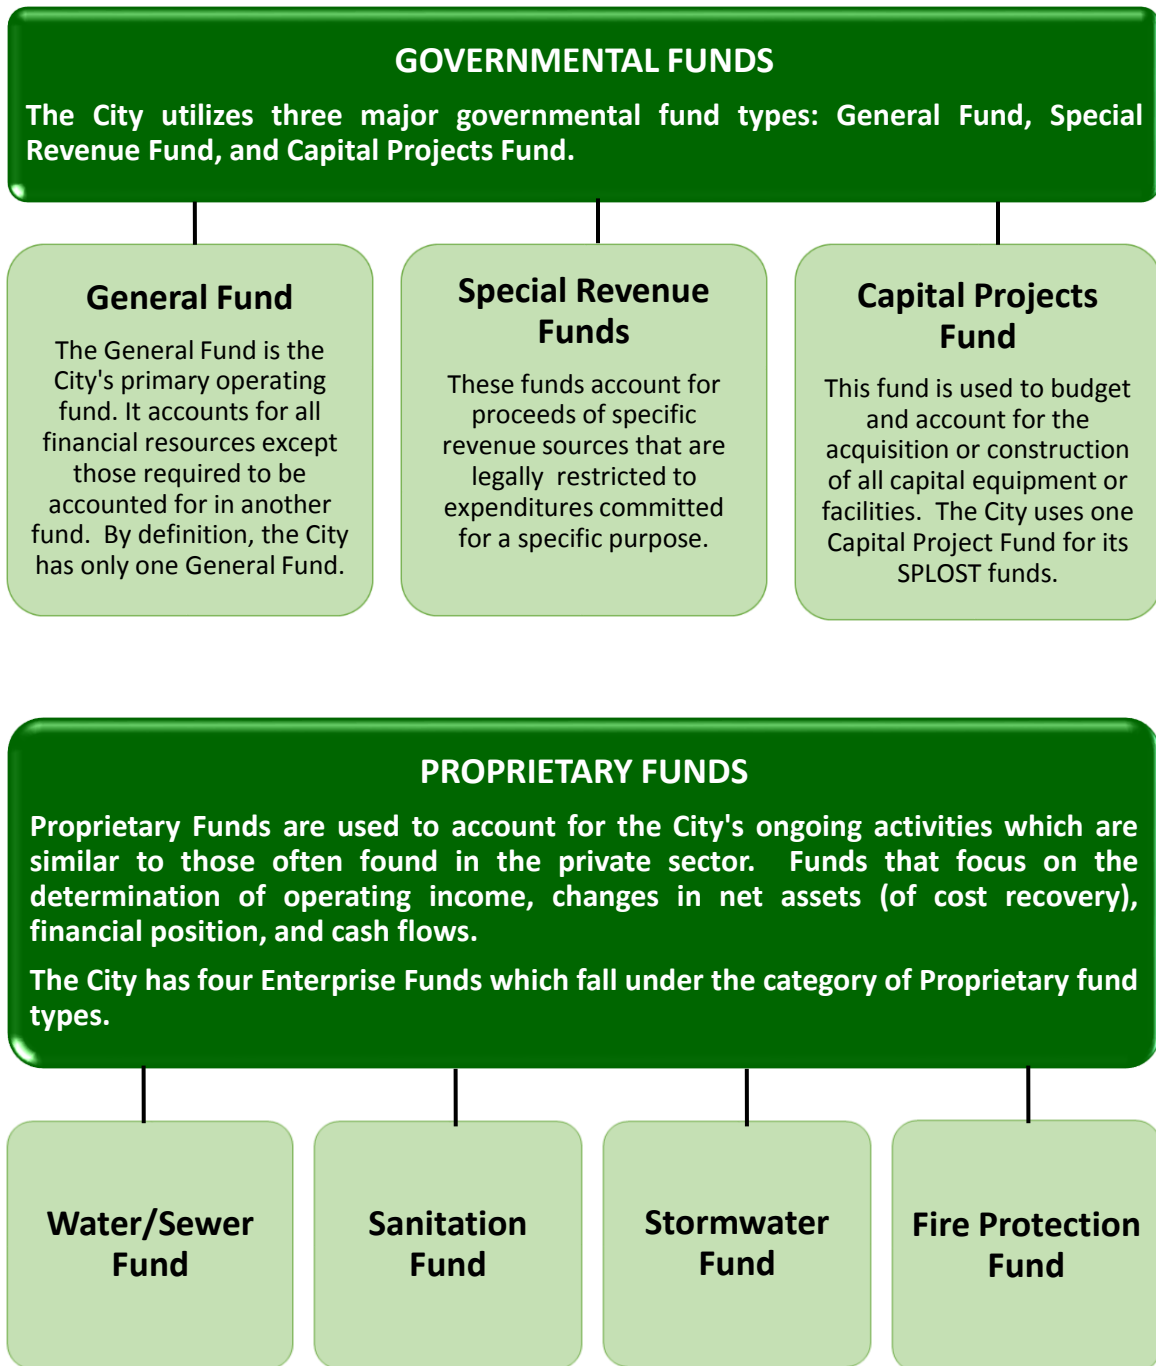 GOVERNMENTAL FUNDS
The City utilizes three major governmental fund types: General Fund, Special
Revenue Fund, and Capital Projects Fund.
General Fund
The General Fund is the
City's primary operating
fund. It accounts for all
financial resources except
those required to be
accounted for in another
fund.  By definition, the City
has only one General Fund.
Special Revenue
Funds
These funds account for
proceeds of specific
revenue sources that are
legally  restricted to
expenditures committed
for a specific purpose.
Capital Projects
Fund
This fund is used to budget
and account for the
acquisition or construction
of all capital equipment or
facilities.  The City uses one
Capital Project Fund for its
SPLOST funds.
PROPRIETARY FUNDS
Proprietary Funds are used to account for the City's ongoing activities which are
similar to those often found in the private sector.  Funds that focus on the
determination of operating income, changes in net assets (of cost recovery),
financial position, and cash flows.
The City has four Enterprise Funds which fall under the category of Proprietary fund
types.
Water/Sewer
Fund
Sanitation
Fund
Stormwater
Fund
Fire Protection
Fund